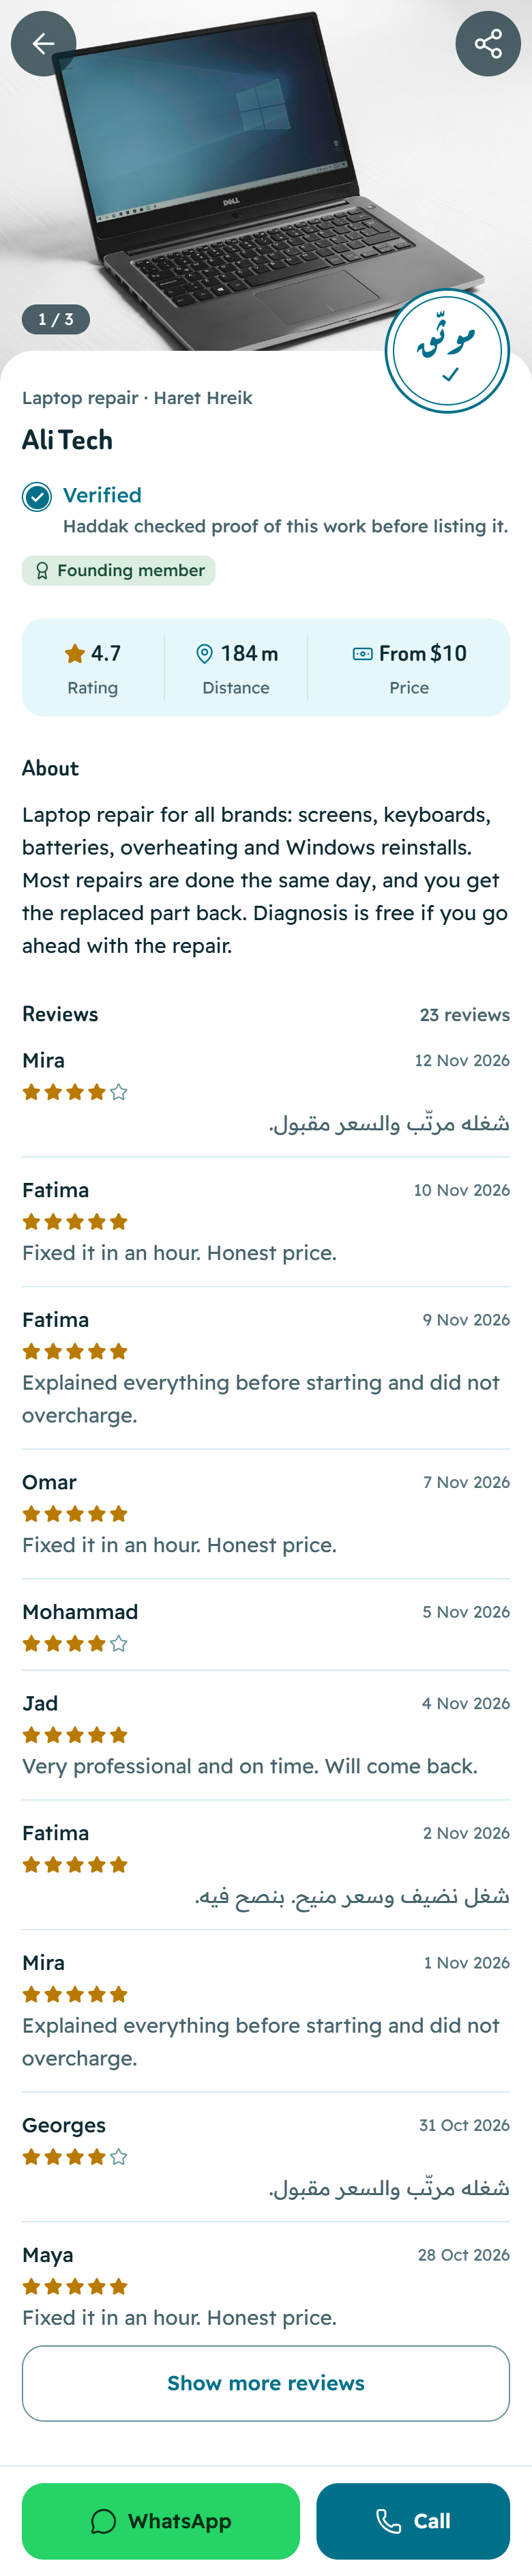 DELL
1 / 3
موثّق
Laptop repair · Haret Hreik
Ali Tech
Verified
Haddak checked proof of this work before listing it.
Founding member
4.7
Rating
184 m
Distance
From $10
Price
About
Laptop repair for all brands: screens, keyboards,
batteries, overheating and Windows reinstalls.
Most repairs are done the same day, and you get
the replaced part back. Diagnosis is free if you go
ahead with the repair.
Reviews 23 reviews
Mira 12 Nov 2026
شغله مرتّب والسعر مقبول.
Fatima 10 Nov 2026
Fixed it in an hour. Honest price.
Fatima 9 Nov 2026
Explained everything before starting and did not
overcharge.
Omar 7 Nov 2026
Fixed it in an hour. Honest price.
Mohammad 5 Nov 2026
Jad 4 Nov 2026
Very professional and on time. Will come back.
Fatima 2 Nov 2026
شغل نضيف وسعر منيح. بنصح فيه.
Mira 1 Nov 2026
Explained everything before starting and did not
overcharge.
Georges 31 Oct 2026
شغله مرتّب والسعر مقبول.
Maya 28 Oct 2026
Fixed it in an hour. Honest price.
Show more reviews
WhatsApp
Call